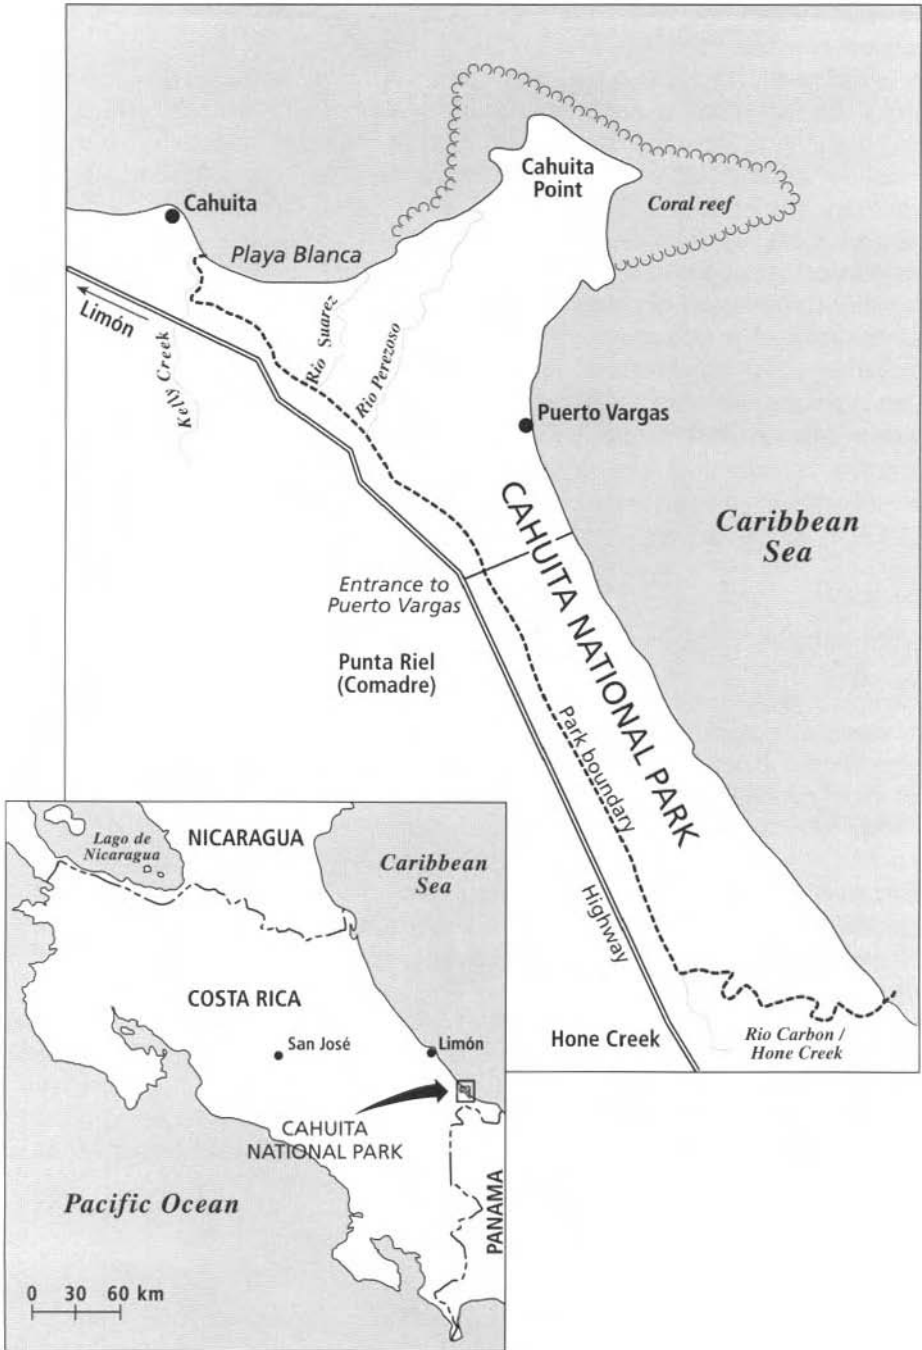 Cahuita
Point
Coral reef
Cahuita
Playa Blanca
Limón
Kelly Creek
Rio Suarez
Rio Perezoso
Puerto Vargas
Caribbean
Sea
CAHUITA NATIONAL PARK
Entrance to
Puerto Vargas
Punta Riel
(Comadre)
Park boundary
Highway
Hone Creek
Rio Carbon /
Hone Creek
Lago de
Nicaragua
NICARAGUA
Caribbean
Sea
COSTA RICA
San José
Limón
CAHUITA
NATIONAL PARK
Pacific Ocean
PANAMA
0 30 60 km